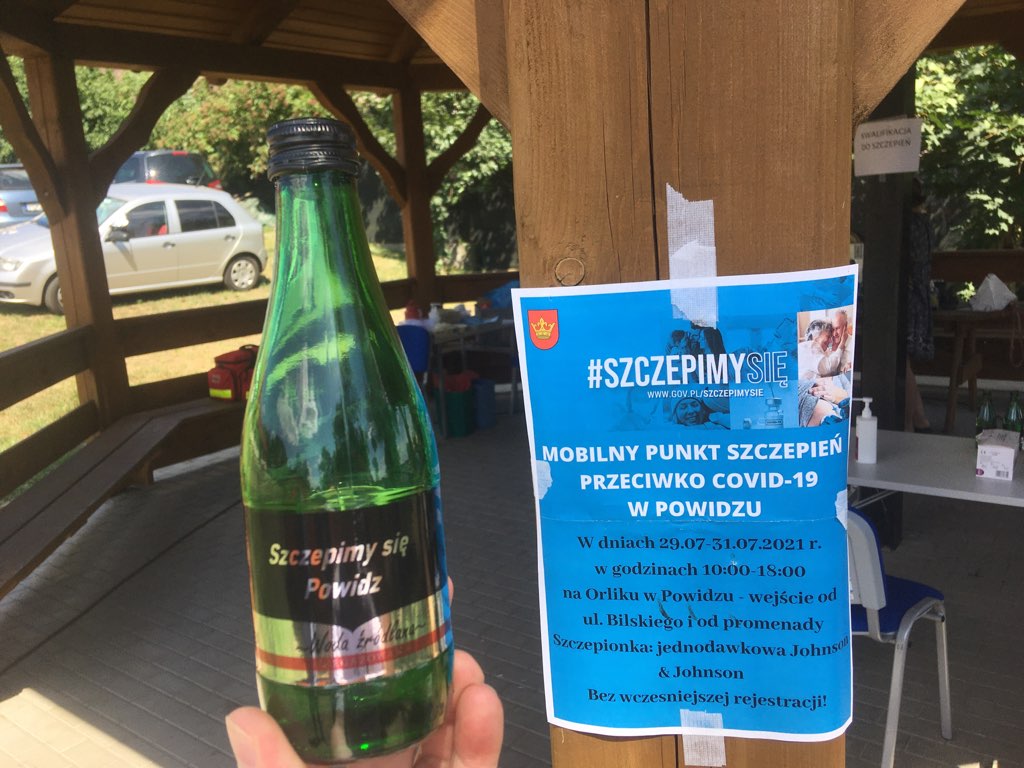 Szczepimy się
Powidz
~Woda źródlana~
#SZCZEPIMYSIĘ
WWW.GOV.PL/SZCZEPIMYSIE
MOBILNY PUNKT SZCZEPIEŃ
PRZECIWKO COVID-19
W POWIDZU
W dniach 29.07-31.07.2021 r.
w godzinach 10:00-18:00
na Orliku w Powidzu - wejście od
ul. Bilskiego i od promenady
Szczepionka: jednodawkowa Johnson
& Johnson
Bez wczesniejszej rejestracji!
KWALIFIKACJA
DO SZCZEPIEŃ